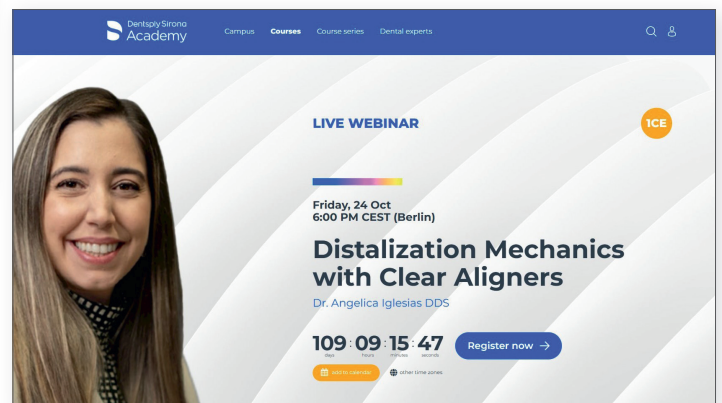 Dentsply Sirona
Academy
Campus Courses Course series Dental experts
LIVE WEBINAR
1CE
Friday, 24 Oct
6:00 PM CEST (Berlin)
Distalization Mechanics
with Clear Aligners
Dr. Angelica Iglesias DDS
109 : 09 : 15 : 47
days hours minutes seconds
Register now →
add to calendar
other time zones